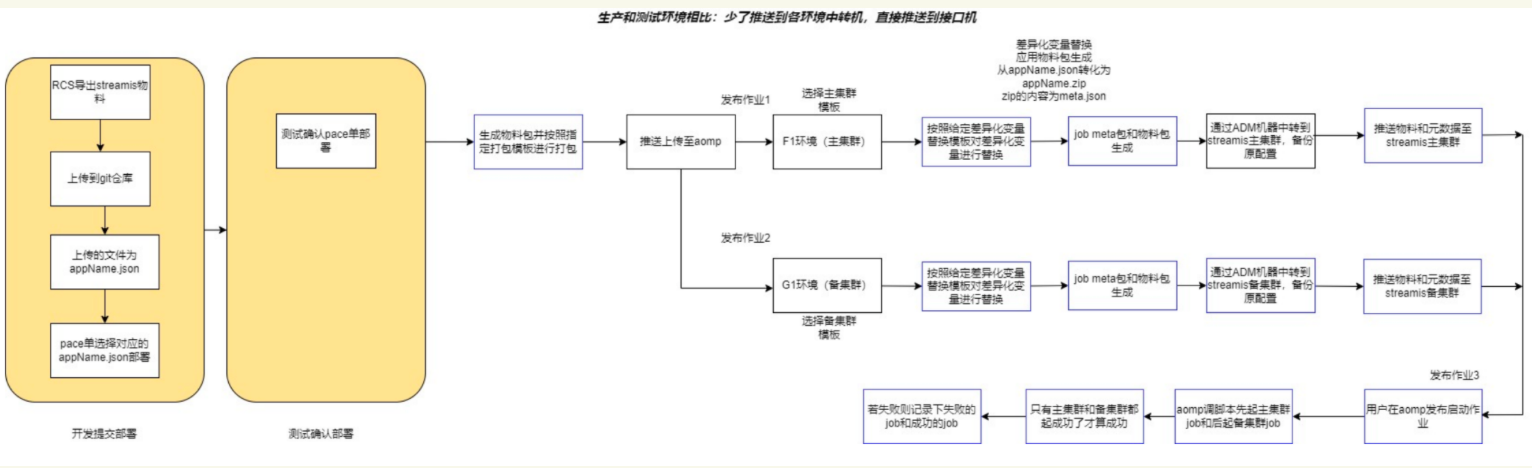 生产和测试环境相比：少了推送到各环境中转机，直接推送到接口机
RCS导出streamis物
料
上传到git仓库
上传的文件为
appName.json
pace单选择对应的
appName.json部署
开发提交部署
测试确认pace单部
署
测试确认部署
生成物料包并按照指
定打包模板进行打包
推送上传至aomp
发布作业1
选择主集群
模板
F1环境（主集群）
差异化变量替换
应用物料包生成
从appName.json转化为
appName.zip
zip的内容为meta.json
按照给定差异化变量
替换模板对差异化变
量进行替换
job meta包和物料包
生成
通过ADM机器中转到
streamis主集群，备份
原配置
推送物料和元数据至
streamis主集群
发布作业2
G1环境（备集群）
选择备集群
模板
按照给定差异化变量
替换模板对差异化变
量进行替换
job meta包和物料包
生成
通过ADM机器中转到
streamis备集群，备份
原配置
推送物料和元数据至
streamis备集群
发布作业3
用户在aomp发布启动作
业
aomp调脚本先起主集群
job和后起备集群job
只有主集群和备集群都
起成功了才算成功
若失败则记录下失败的
job和成功的job